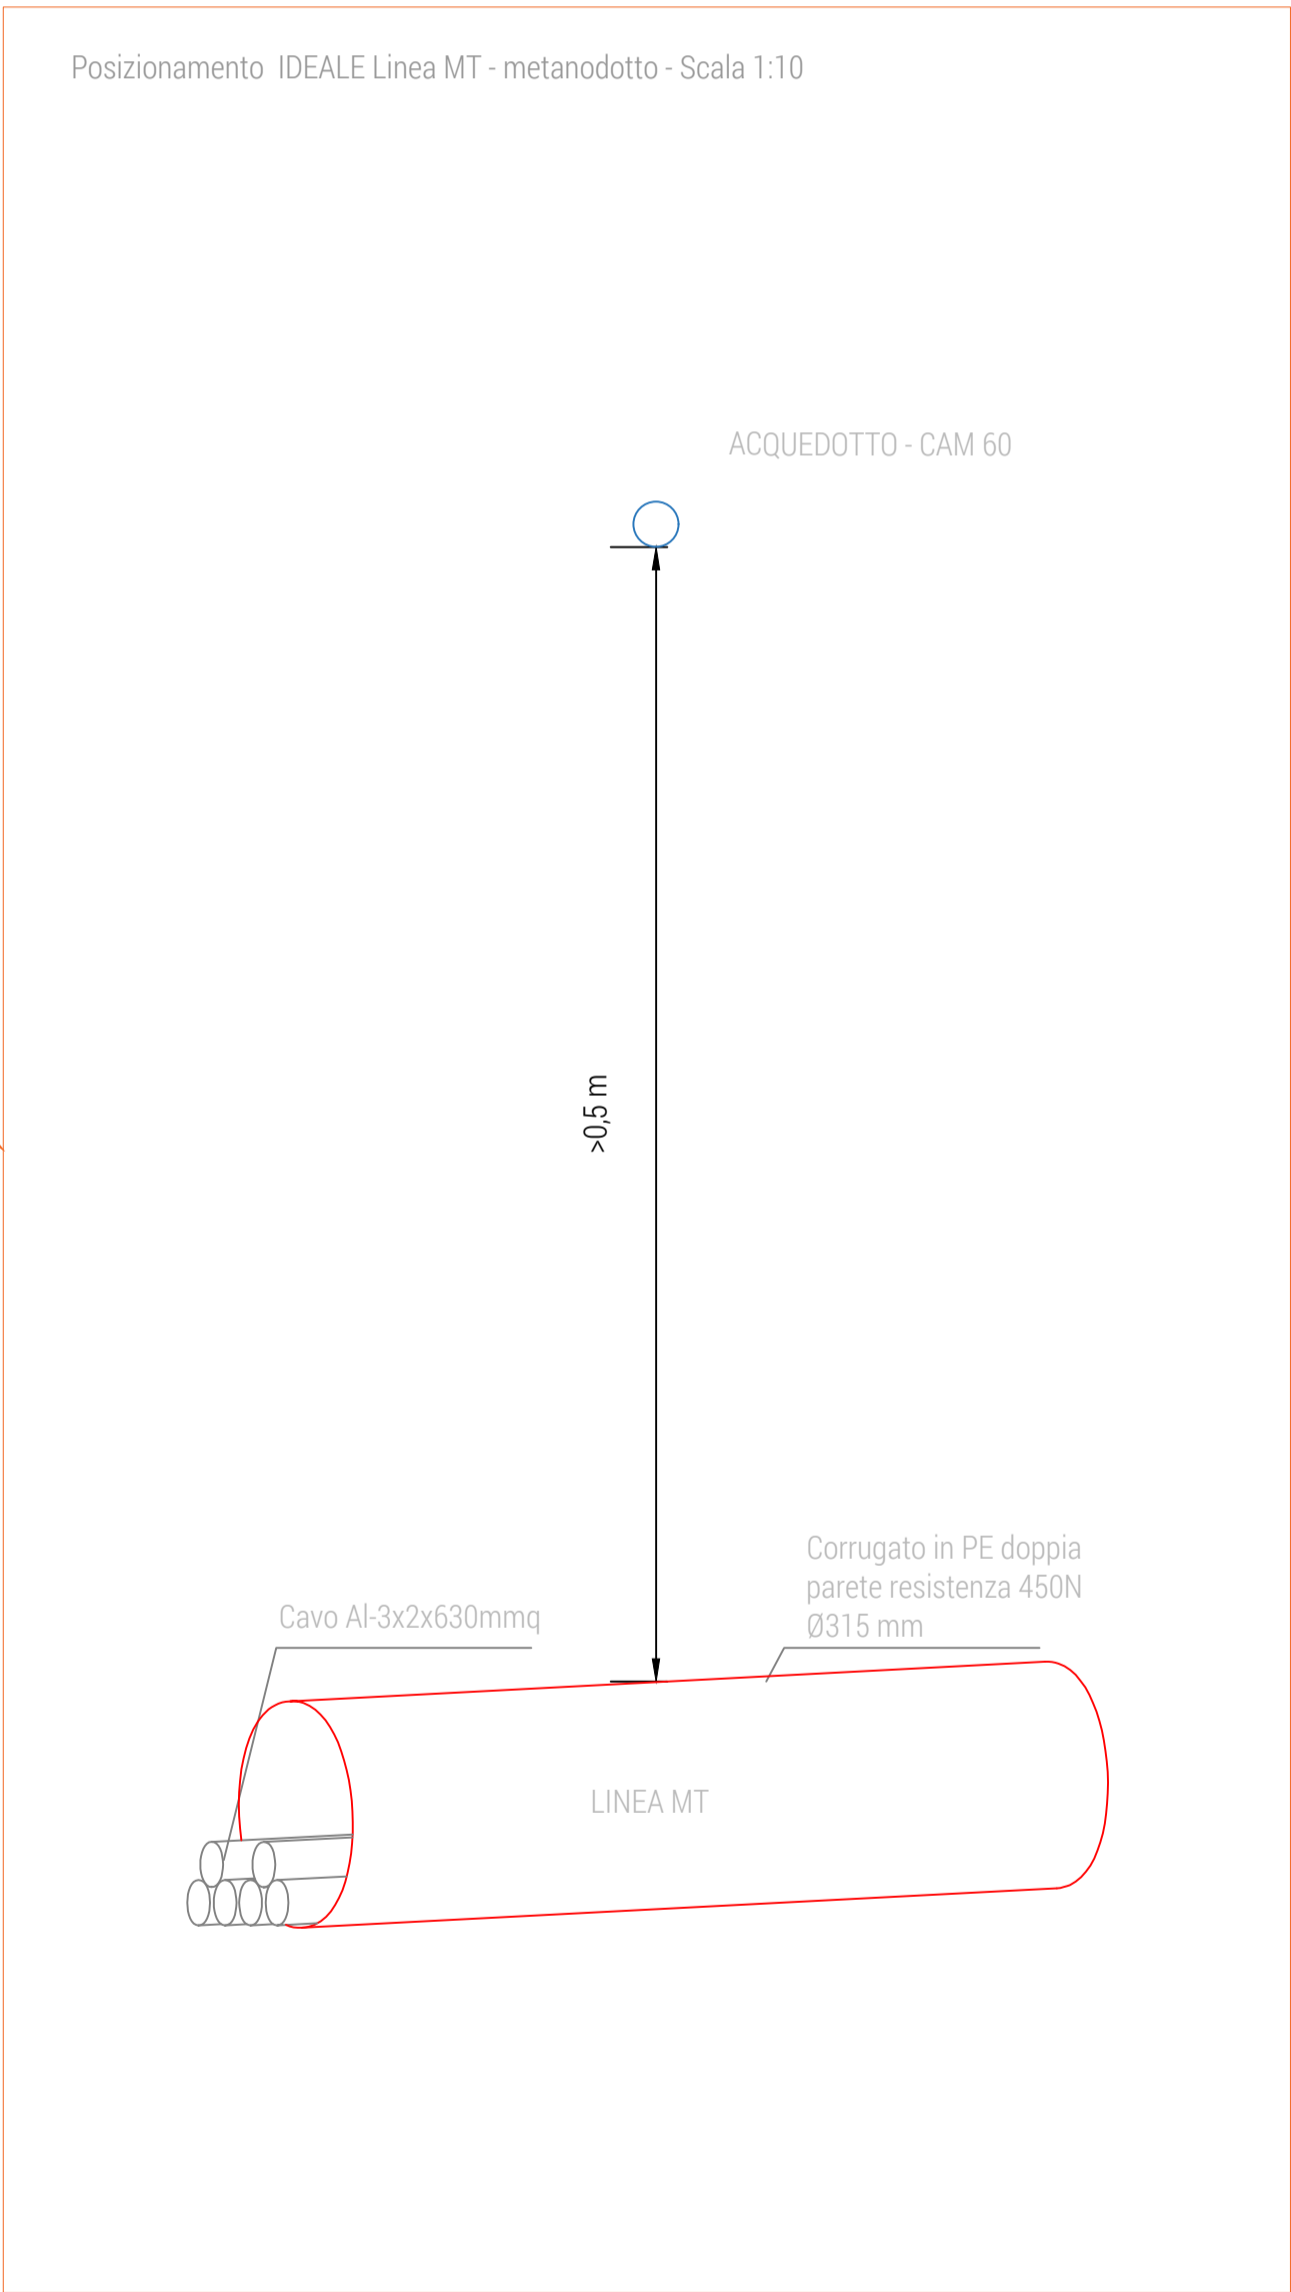 Posizionamento  IDEALE Linea MT - metanodotto - Scala 1:10
ACQUEDOTTO - CAM 60
>0,5 m
Corrugato in PE doppia
parete resistenza 450N
Ø315 mm
Cavo Al-3x2x630mmq
LINEA MT